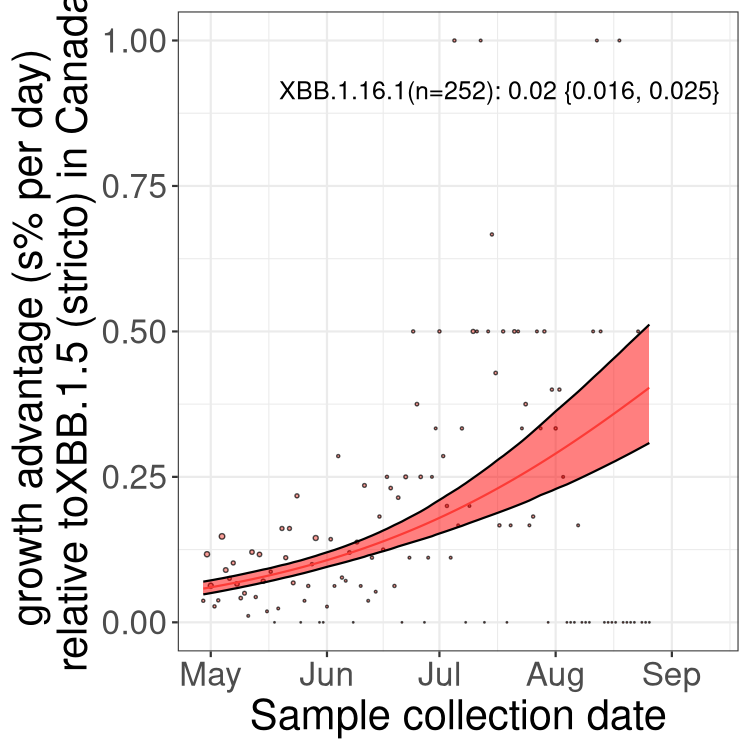 growth advantage (s% per day)
relative toXBB.1.5 (stricto) in Canada
1.00
XBB.1.16.1(n=252): 0.02 {0.016, 0.025}
0.75
0.50
0.25
0.00
May Jun Jul Aug Sep
Sample collection date